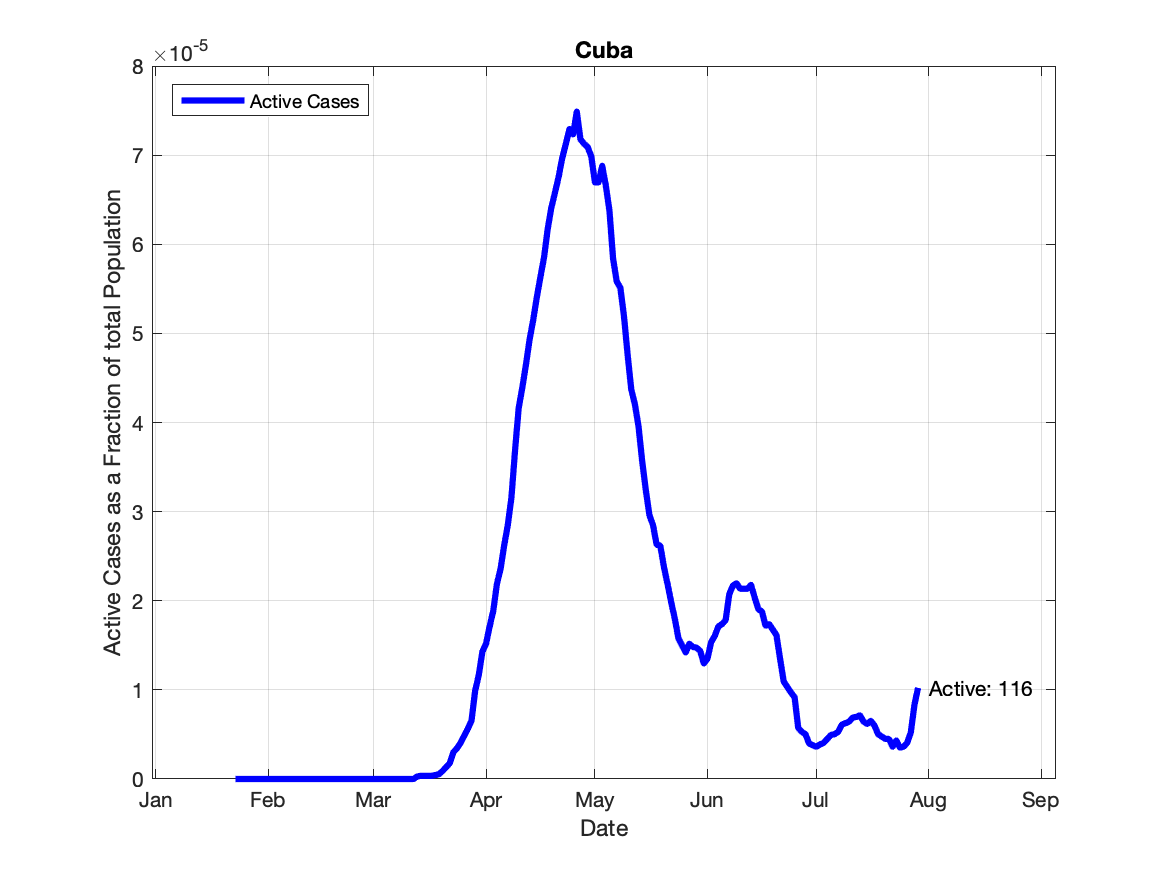 Cuba
×10-5
Active Cases
8
7
6
5
4
3
2
1
0
Active Cases as a Fraction of total Population
Active: 116
Jan Feb Mar Apr May Jun Jul Aug Sep
Date